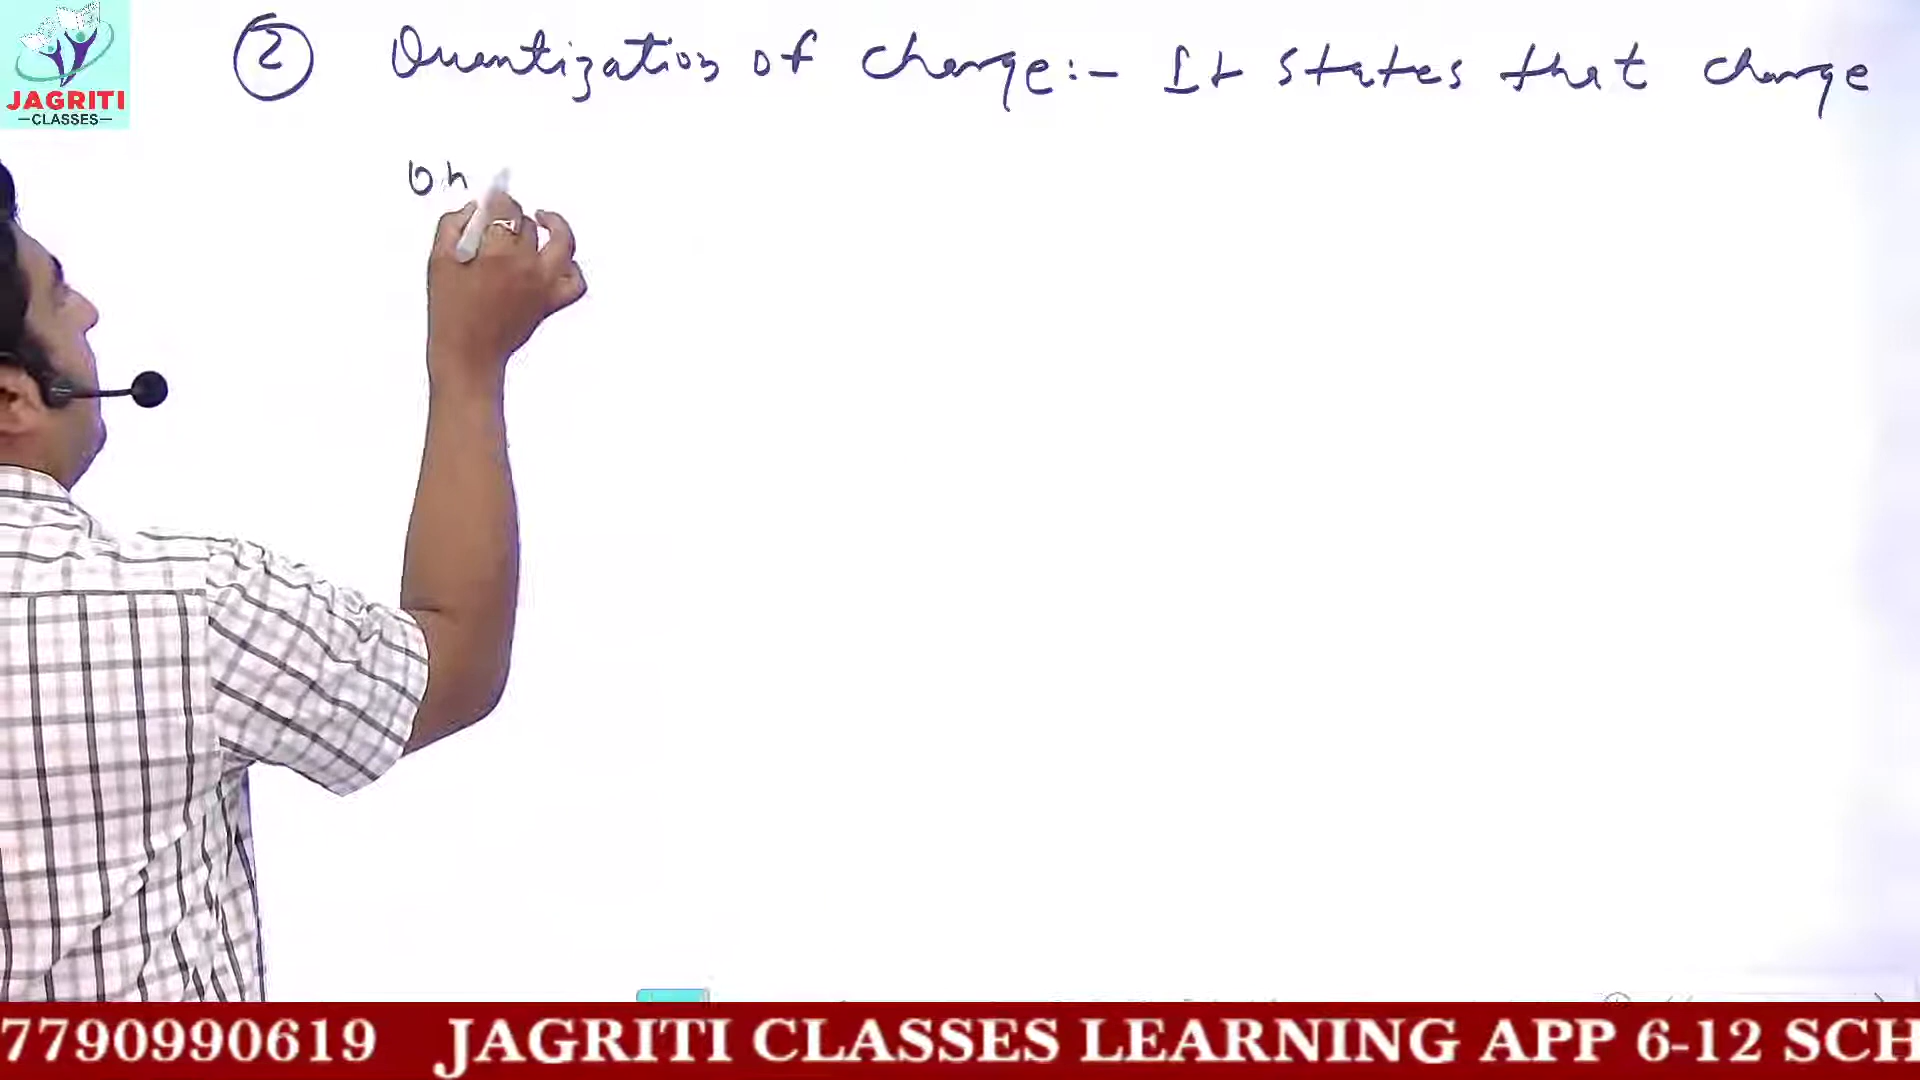 JAGRITI
—CLASSES—
② Quantization of charge:- It states that charge
on
7790990619 JAGRITI CLASSES LEARNING APP 6-12 SCH